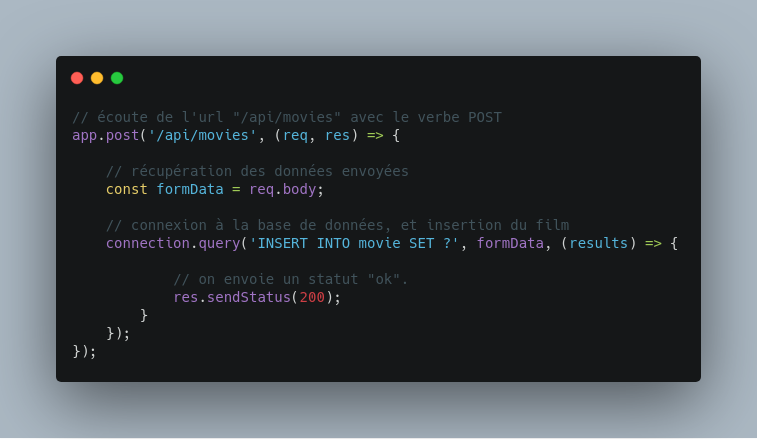 // écoute de l'url "/api/movies" avec le verbe POST
app.post('/api/movies', (req, res) => {
// récupération des données envoyées
const formData = req.body;
// connexion à la base de données, et insertion du film
connection.query('INSERT INTO movie SET ?', formData, (results) => {
// on envoie un statut "ok".
res.sendStatus(200);
}
});
});